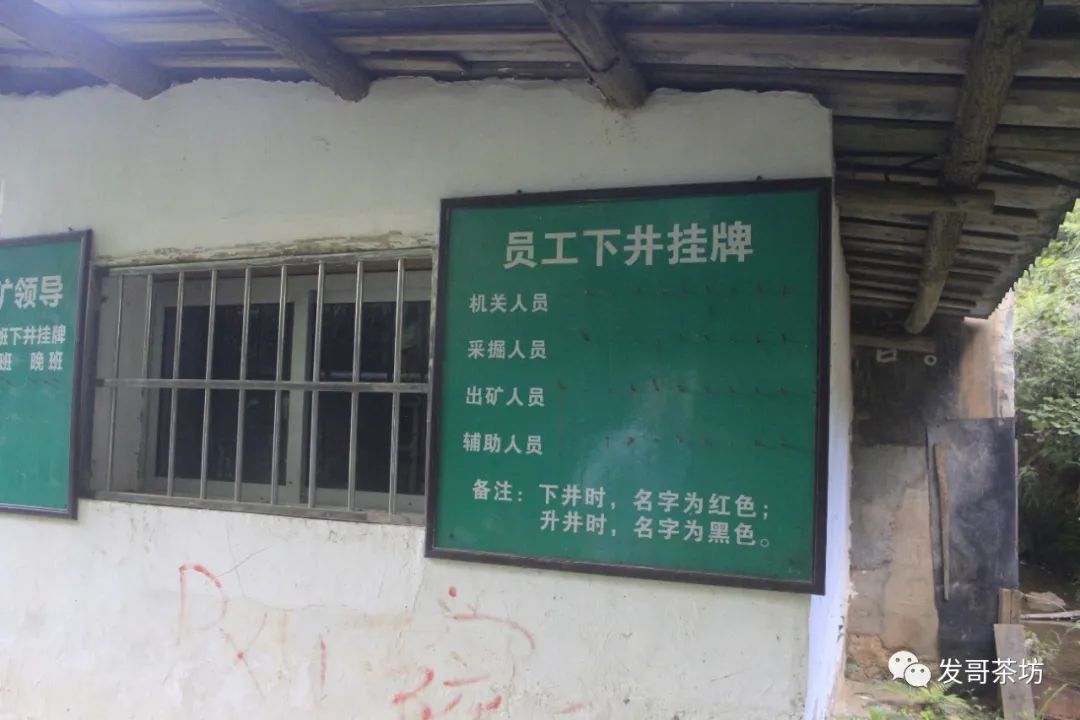 矿领导
班下井挂牌
班 晚班
员工下井挂牌
机关人员
采掘人员
出矿人员
辅助人员
备注：下井时，名字为红色；
升井时，名字为黑色。
发哥茶坊